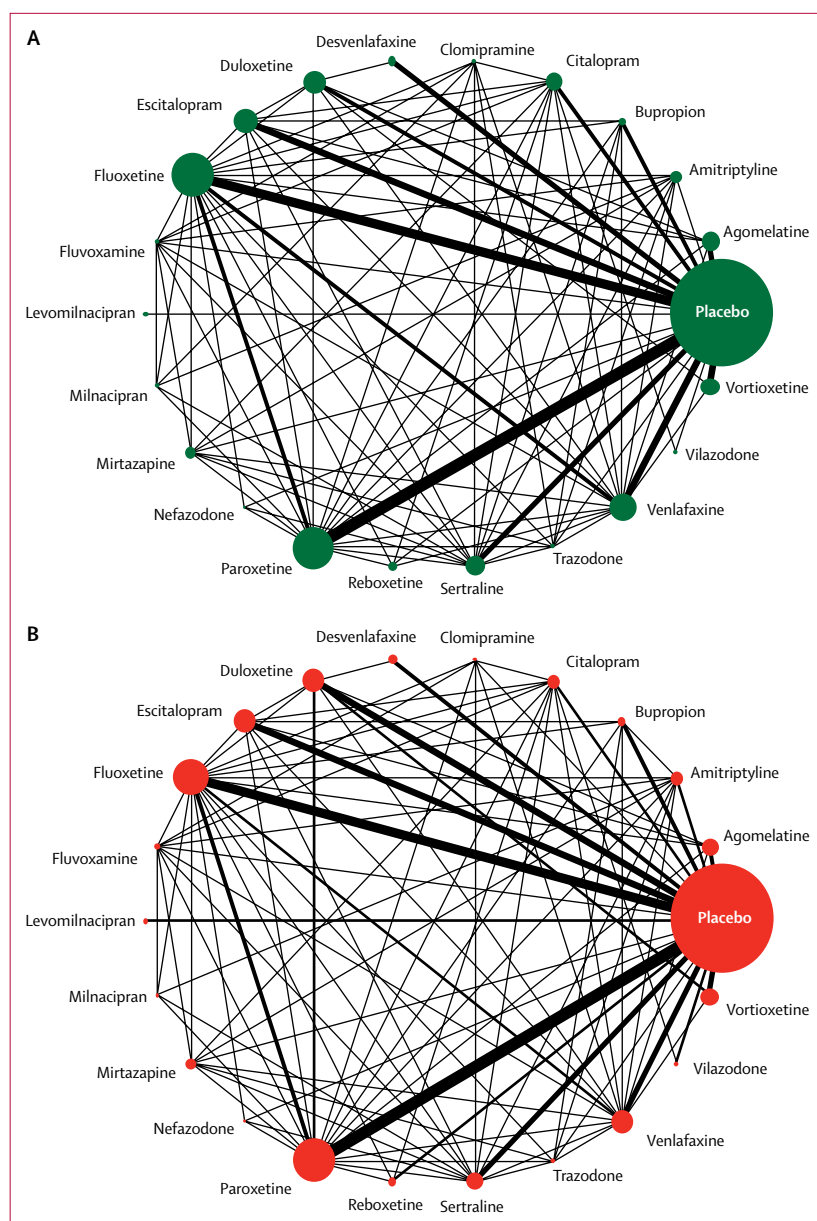 A
Desvenlafaxine
Clomipramine
Duloxetine
Citalopram
Escitalopram
Bupropion
Fluoxetine
Amitriptyline
Agomelatine
Fluvoxamine
Levomilnacipran
Placebo
Milnacipran
Vortioxetine
Mirtazapine
Vilazodone
Nefazodone
Venlafaxine
Paroxetine
Reboxetine
Sertraline
Trazodone
B
Desvenlafaxine
Clomipramine
Duloxetine
Citalopram
Escitalopram
Bupropion
Fluoxetine
Amitriptyline
Agomelatine
Fluvoxamine
Levomilnacipran
Placebo
Milnacipran
Vortioxetine
Mirtazapine
Vilazodone
Nefazodone
Venlafaxine
Paroxetine
Reboxetine
Sertraline
Trazodone